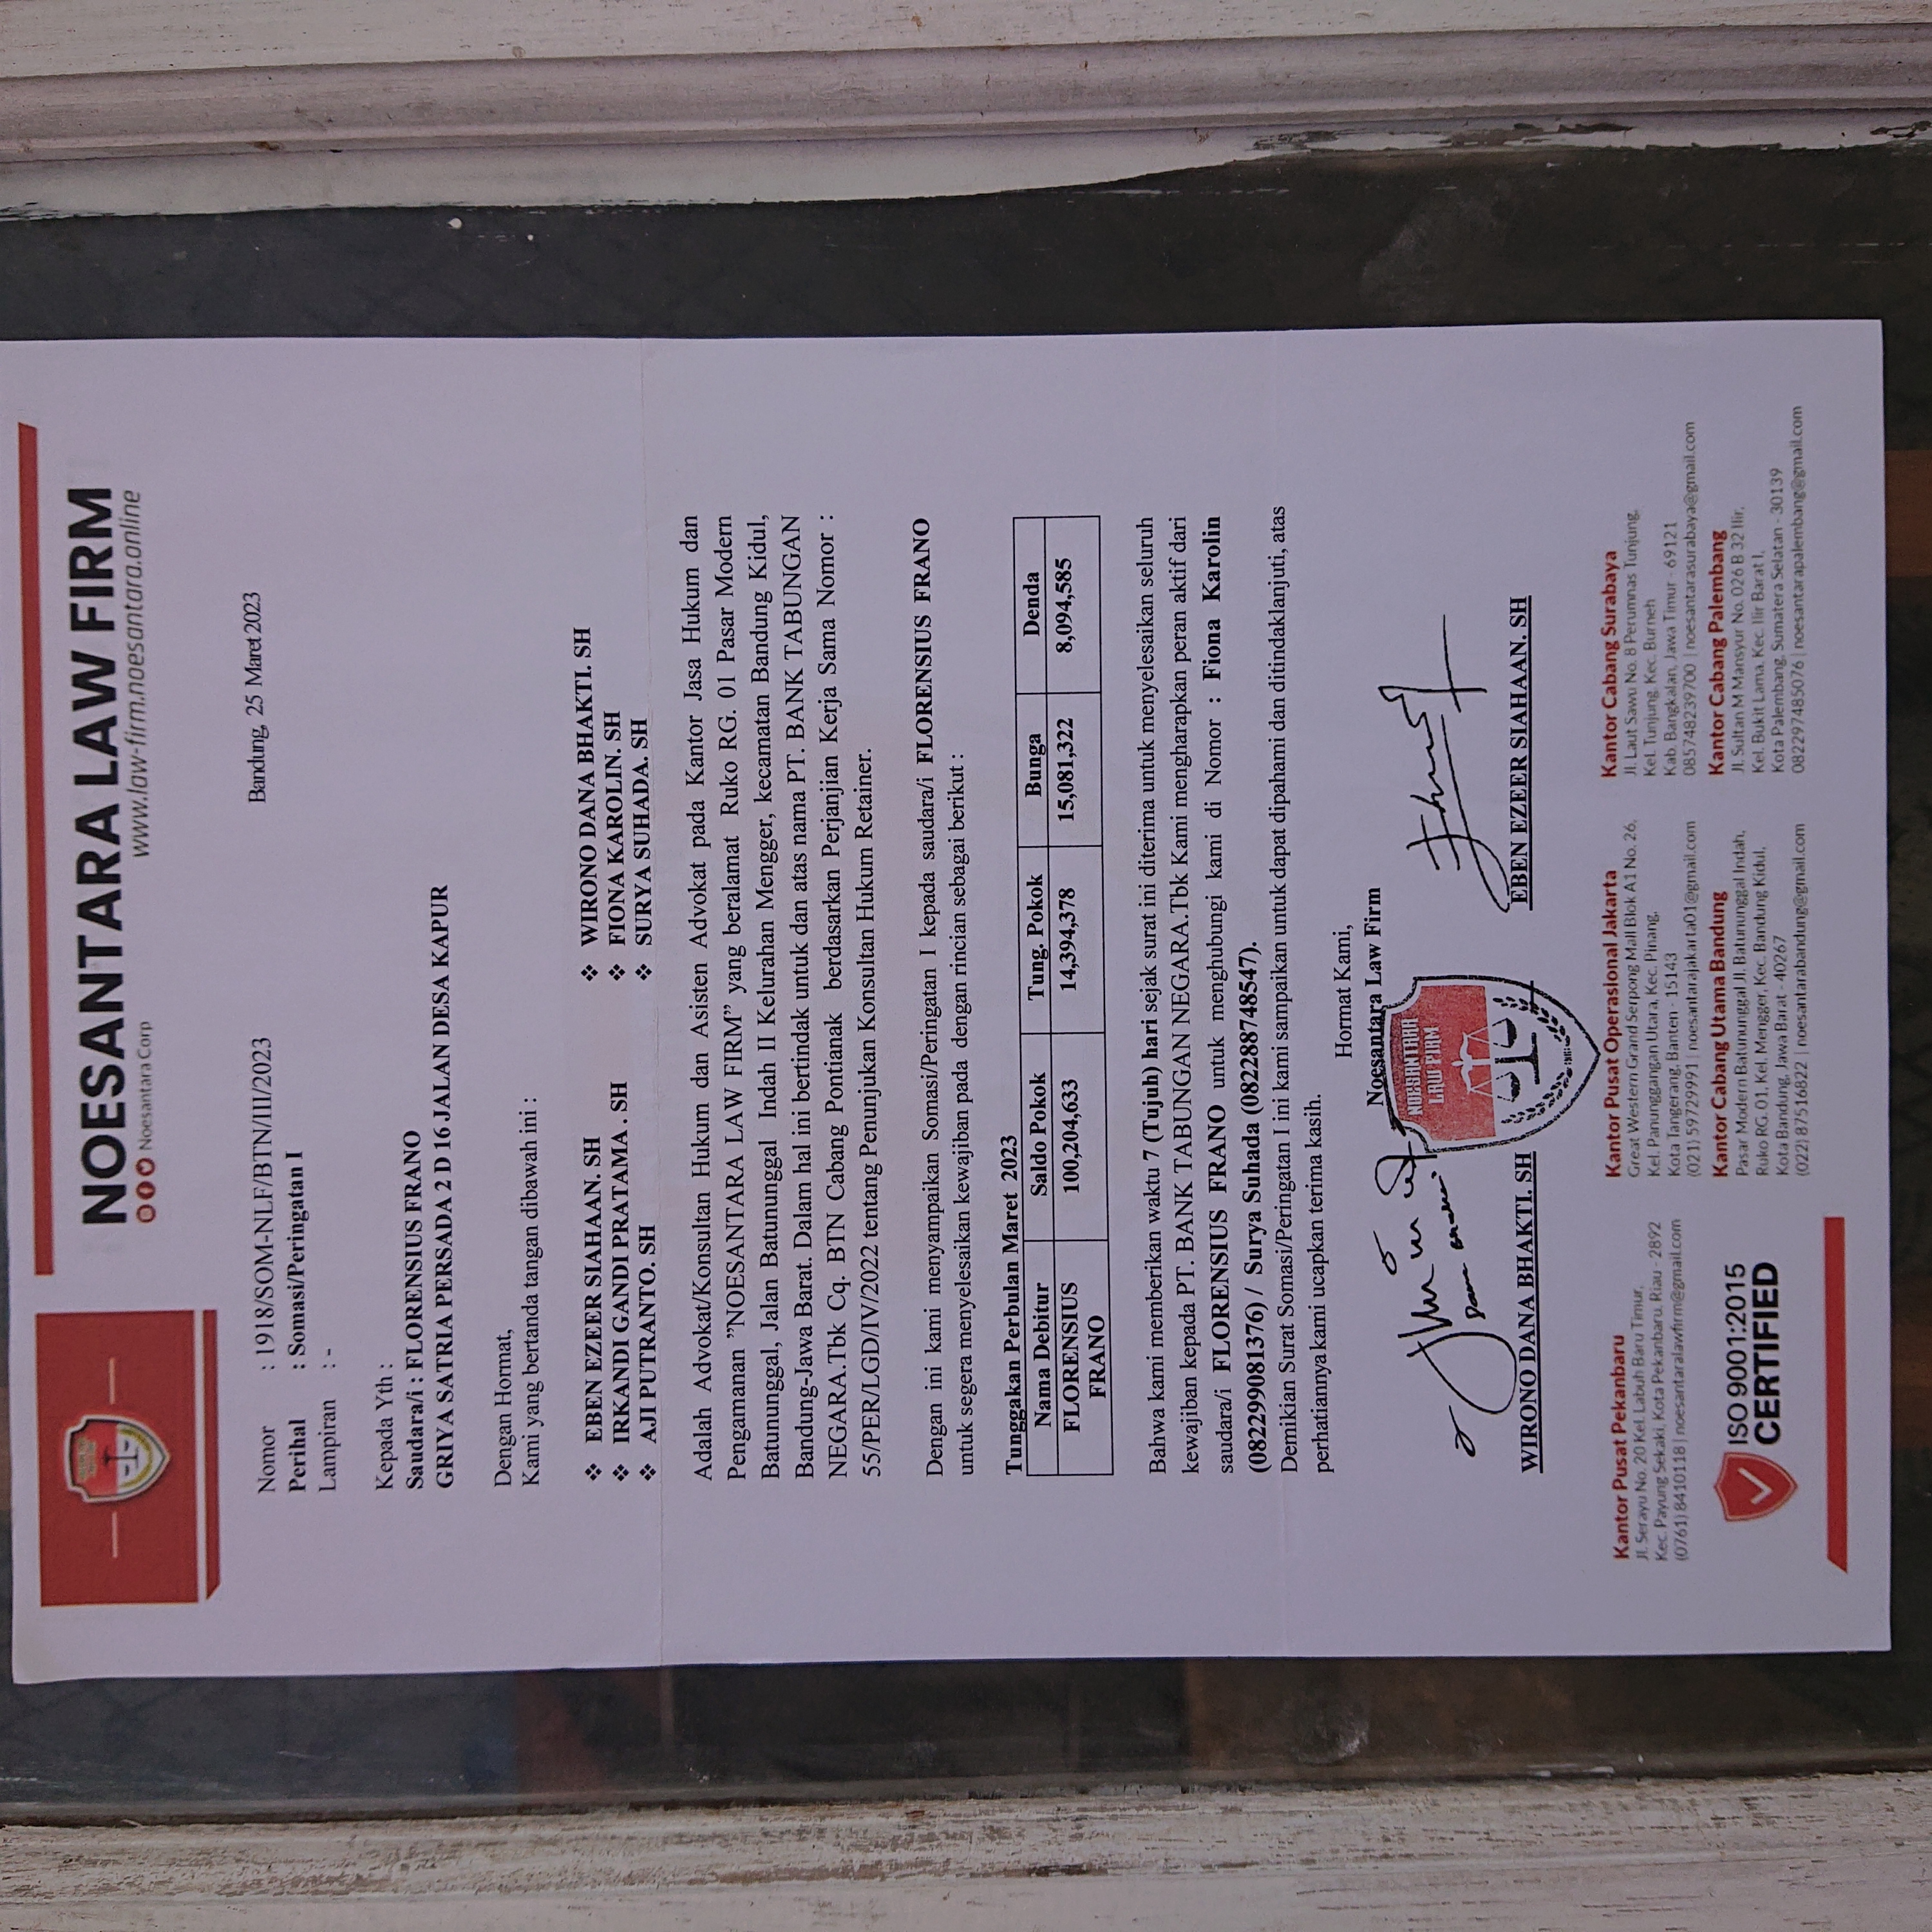 NOESANTARA LAW FIRM
Noesantara Corp www.law-firm.noesantara.online
Bandung, 25 Maret 2023
Nomor : 1918/SOM-NLF/BTN/III/2023
Perihal : Somasi/Peringatan I
Lampiran : -
Kepada Yth :
Saudara/i : FLORENSIUS FRANO
GRIYA SATRIA PERSADA 2 D 16 JALAN DESA KAPUR
Dengan Hormat,
Kami yang bertanda tangan dibawah ini :
❖ EBEN EZEER SIAHAAN. SH ❖ WIRONO DANA BHAKTI. SH
❖ IRKANDI GANDI PRATAMA . SH ❖ FIONA KAROLIN. SH
❖ AJI PUTRANTO. SH ❖ SURYA SUHADA. SH
Adalah Advokat/Konsultan Hukum dan Asisten Advokat pada Kantor Jasa Hukum dan
Pengamanan ”NOESANTARA LAW FIRM” yang beralamat Ruko RG. 01 Pasar Modern
Batununggal, Jalan Batununggal Indah II Kelurahan Mengger, kecamatan Bandung Kidul,
Bandung-Jawa Barat. Dalam hal ini bertindak untuk dan atas nama PT. BANK TABUNGAN
NEGARA.Tbk Cq. BTN Cabang Pontianak berdasarkan Perjanjian Kerja Sama Nomor :
55/PER/LGD/IV/2022 tentang Penunjukan Konsultan Hukum Retainer.
Dengan ini kami menyampaikan Somasi/Peringatan I kepada saudara/i FLORENSIUS FRANO
untuk segera menyelesaikan kewajiban pada dengan rincian sebagai berikut :
Tunggakan Perbulan Maret 2023
Nama Debitur Saldo Pokok Tung. Pokok Bunga Denda
FLORENSIUS FRANO 100,204,633 14,394,378 15,081,322 8,094,585
Bahwa kami memberikan waktu 7 (Tujuh) hari sejak surat ini diterima untuk menyelesaikan seluruh
kewajiban kepada PT. BANK TABUNGAN NEGARA.Tbk Kami mengharapkan peran aktif dari
saudara/i FLORENSIUS FRANO untuk menghubungi kami di Nomor : Fiona Karolin
(082299081376) / Surya Suhada (082288748547).
Demikian Surat Somasi/Peringatan I ini kami sampaikan untuk dapat dipahami dan ditindaklanjuti, atas
perhatiannya kami ucapkan terima kasih.
Hormat Kami,
Noesantara Law Firm
NOESANTARA
LAW FIRM
WIRONO DANA BHAKTI. SH EBEN EZEER SIAHAAN. SH
Kantor Pusat Pekanbaru
Jl. Serayu No. 20 Kel. Labuh Baru Timur,
Kec. Payung Sekaki, Kota Pekanbaru, Riau - 2892
(0761) 8410118 | noesantaralawfirm@gmail.com
ISO 9001:2015
CERTIFIED
Kantor Pusat Operasional Jakarta
Great Western Grand Serpong Mall Blok A1 No. 26,
Kel. Panunggangan Utara, Kec. Pinang,
Kota Tangerang, Banten - 15143
(021) 59729991 | noesantarajakarta01@gmail.com
Kantor Cabang Utama Bandung
Pasar Modern Batununggal Jl. Batununggal Indah,
Ruko RG. 01, Kel. Mengger, Kec. Bandung Kidul,
Kota Bandung, Jawa Barat - 40267
(022) 87516822 | noesantarabandung@gmail.com
Kantor Cabang Surabaya
Jl. Laut Sawu No. 8 Perumnas Tunjung,
Kel. Tunjung, Kec. Burneh
Kab. Bangkalan, Jawa Timur - 69121
085748239700 | noesantarasurabaya@gmail.com
Kantor Cabang Palembang
Jl. Sultan M Mansyur No. 026 B 32 Ilir,
Kel. Bukit Lama, Kec. Ilir Barat I,
Kota Palembang, Sumatera Selatan - 30139
082297485076 | noesantarapalembang@gmail.com